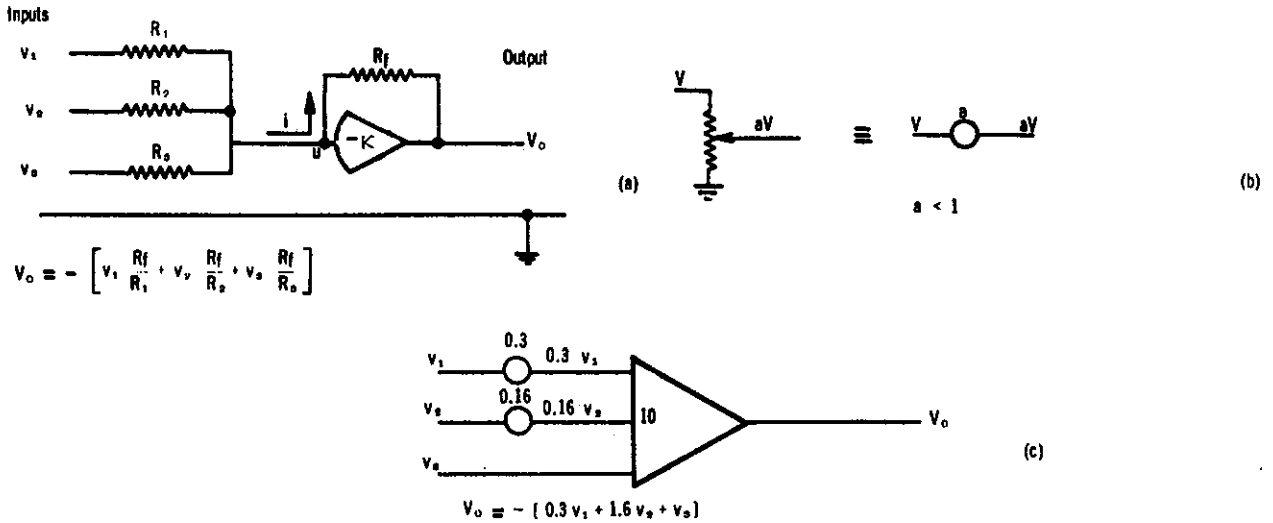 Inputs
R₁
v₁
Rf
Output
R₂
v₂
i
-K
V₀
u
R₃
v₃
(a)
V₀ = - [ v₁ Rf/R₁ + vᵧ Rf/R₂ + v₃ Rf/R₃ ]
V
aV
≡
a
V
aV
a < 1
(b)
0.3
v₁
0.3 v₁
0.16
v₂
0.16 v₂
10
V₀
v₃
(c)
V₀ = - [ 0.3 v₁ + 1.6 v₂ + v₃ ]